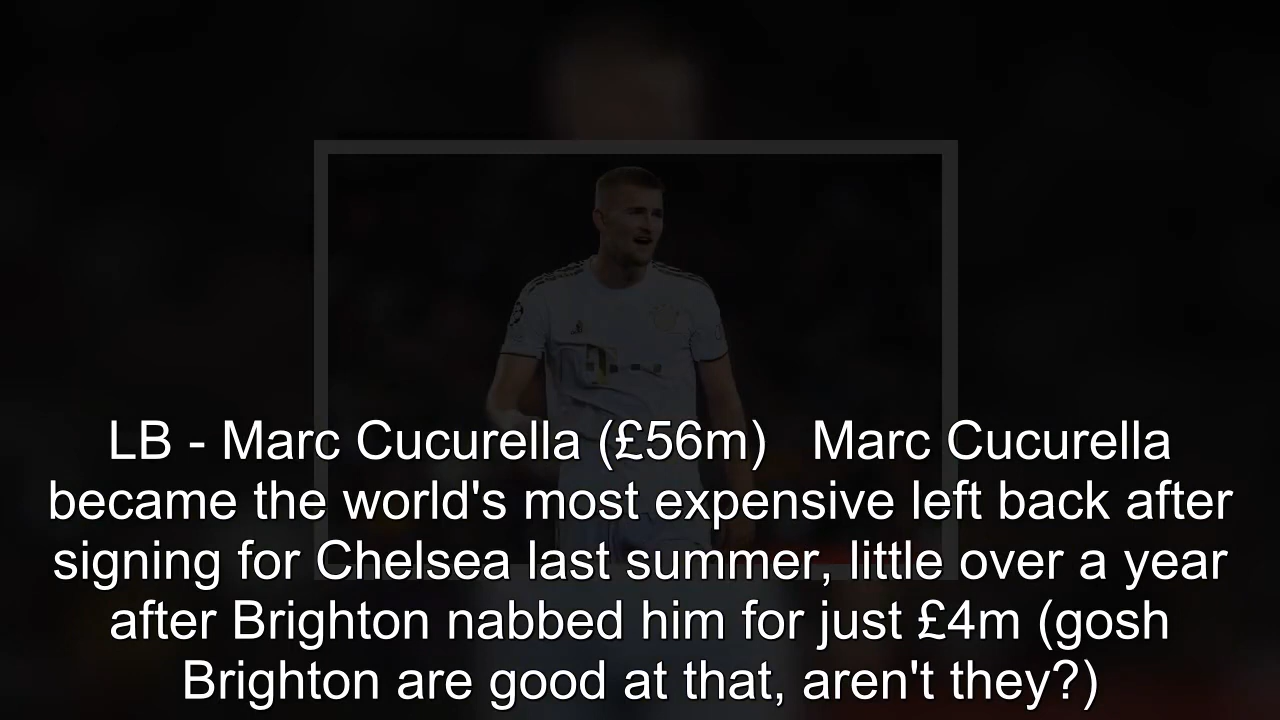 LB - Marc Cucurella (£56m)   Marc Cucurella
became the world's most expensive left back after
signing for Chelsea last summer, little over a year
after Brighton nabbed him for just £4m (gosh
Brighton are good at that, aren't they?)